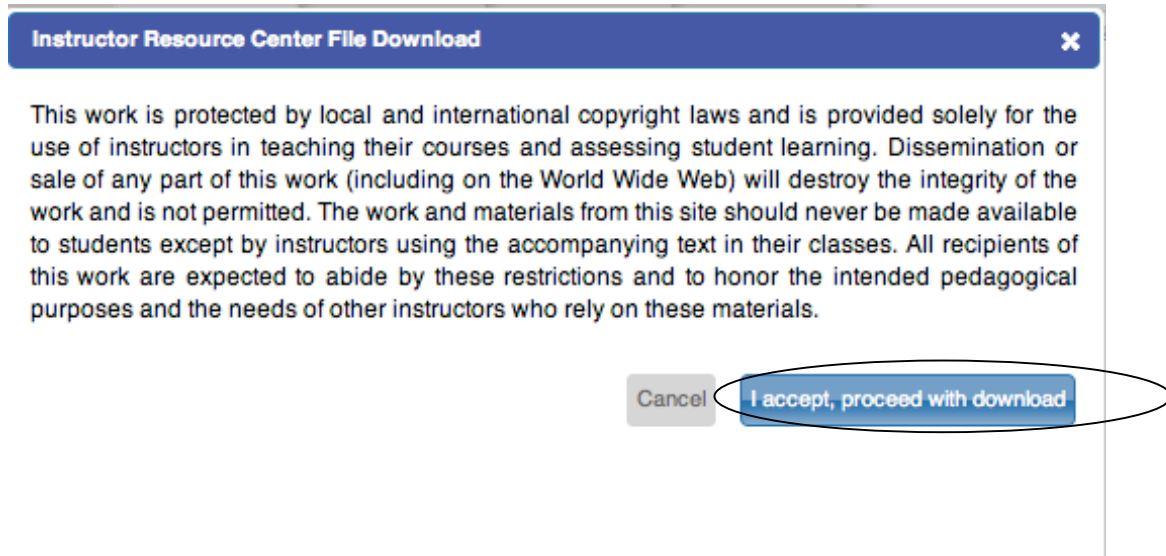 Instructor Resource Center File Download
This work is protected by local and international copyright laws and is provided solely for the
use of instructors in teaching their courses and assessing student learning. Dissemination or
sale of any part of this work (including on the World Wide Web) will destroy the integrity of the
work and is not permitted. The work and materials from this site should never be made available
to students except by instructors using the accompanying text in their classes. All recipients of
this work are expected to abide by these restrictions and to honor the intended pedagogical
purposes and the needs of other instructors who rely on these materials.
Cancel I accept, proceed with download